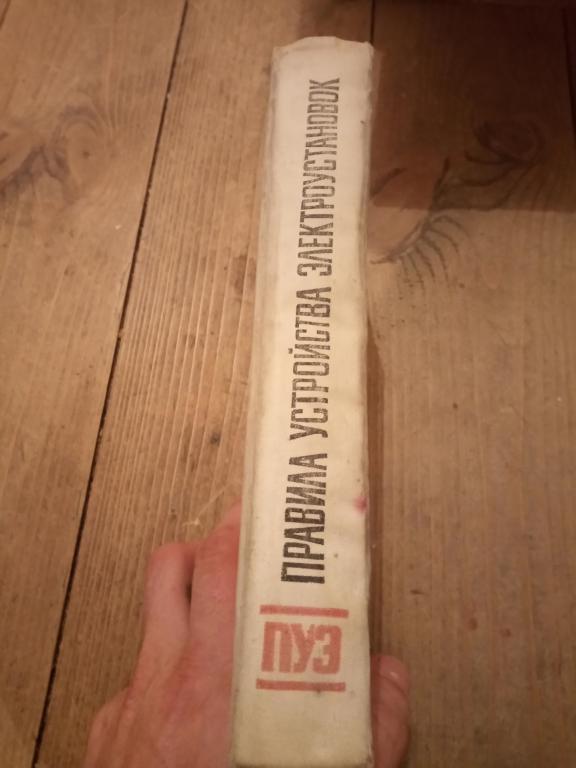 ПРАВИЛА УСТРОЙСТВА ЭЛЕКТРОУСТАНОВОК
ПУЭ